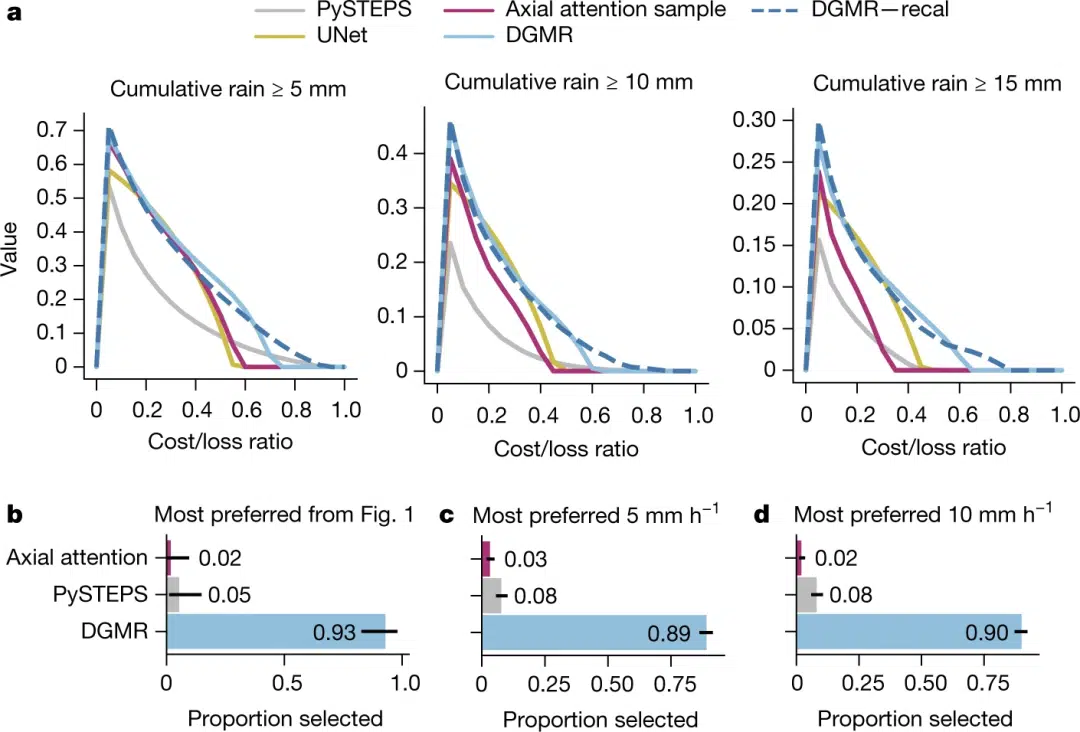 a
PySTEPS
Axial attention sample
DGMR—recal
UNet
DGMR
Cumulative rain ≥ 5 mm
Cumulative rain ≥ 10 mm
Cumulative rain ≥ 15 mm
Value
0.7
0.6
0.5
0.4
0.3
0.2
0.1
0
0 0.2 0.4 0.6 0.8 1.0
Cost/loss ratio
0.4
0.3
0.2
0.1
0
0 0.2 0.4 0.6 0.8 1.0
Cost/loss ratio
0.30
0.25
0.20
0.15
0.10
0.05
0
0 0.2 0.4 0.6 0.8 1.0
Cost/loss ratio
b
Most preferred from Fig. 1
Axial attention
0.02
PySTEPS
0.05
DGMR
0.93
0 0.5 1.0
Proportion selected
c
Most preferred 5 mm h⁻¹
0.03
0.08
0.89
0 0.25 0.50 0.75
Proportion selected
d
Most preferred 10 mm h⁻¹
0.02
0.08
0.90
0 0.25 0.50 0.75
Proportion selected